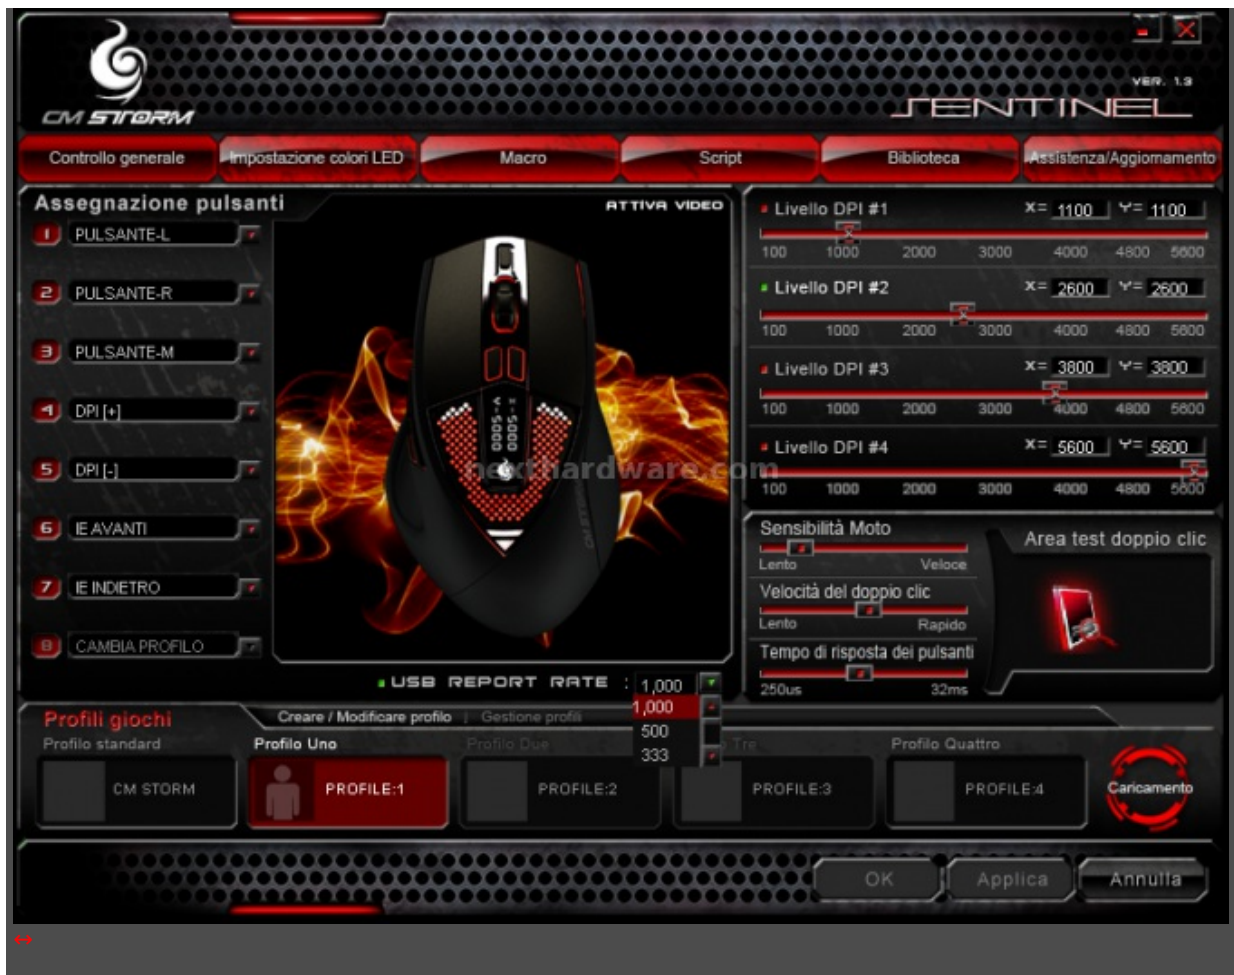 CM STORM
VER. 1.3
SENTINEL
Controllo generale
Impostazione colori LED
Macro
Script
Biblioteca
Assistenza/Aggiornamento
Assegnazione pulsanti
ATTIVA VIDEO
1 PULSANTE-L
2 PULSANTE-R
3 PULSANTE-M
4 DPI [+]
5 DPI [-]
6 IE AVANTI
7 IE INDIETRO
8 CAMBIA PROFILO
nexthardware.com
USB REPORT RATE : 1,000
1,000
500
333
Livello DPI #1 X= 1100 Y= 1100
100 1000 2000 3000 4000 4800 5600
Livello DPI #2 X= 2600 Y= 2600
100 1000 2000 3000 4000 4800 5600
Livello DPI #3 X= 3800 Y= 3800
100 1000 2000 3000 4000 4800 5600
Livello DPI #4 X= 5600 Y= 5600
100 1000 2000 3000 4000 4800 5600
Sensibilità Moto
Lento Veloce
Velocità del doppio clic
Lento Rapido
Tempo di risposta dei pulsanti
250us 32ms
Area test doppio clic
Profili giochi
Creare / Modificare profilo | Gestione profili
Profilo standard
CM STORM
Profilo Uno
PROFILE:1
Profilo Due
PROFILE:2
Tre
PROFILE:3
Profilo Quattro
PROFILE:4
Caricamento
OK
Applica
Annulla